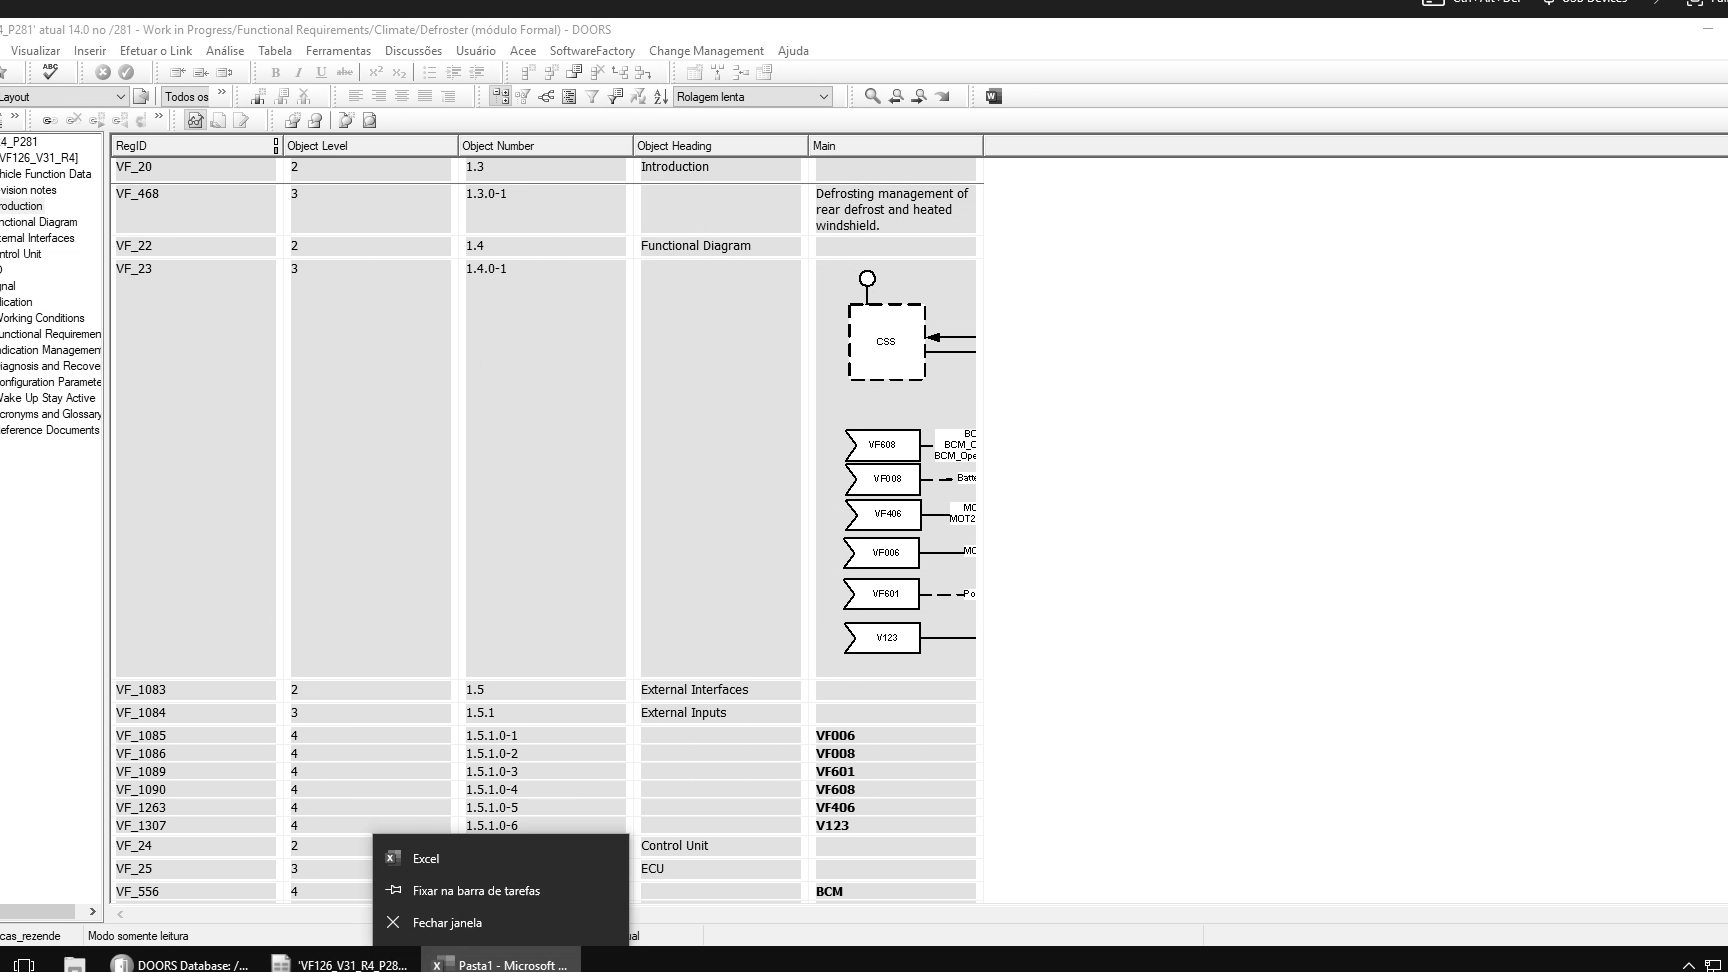 4_P281' atual 14.0 no /281 - Work in Progress/Functional Requirements/Climate/Defroster (módulo Formal) - DOORS
Visualizar Inserir Efetuar o Link Análise Tabela Ferramentas Discussões Usuário Acee SoftwareFactory Change Management Ajuda
ABC B I U abc x² x₂
Layout Todos os » Rolagem lenta
» »
4_P281
VF126_V31_R4]
hicle Function Data
vision notes
roduction
nctional Diagram
ternal Interfaces
ntrol Unit
gnal
lication
Vorking Conditions
unctional Requiremen
ndication Managemen
iagnosis and Recove
onfiguration Paramete
Vake Up Stay Active
cronyms and Glossary
eference Documents
RegID Object Level Object Number Object Heading Main
VF_20 2 1.3 Introduction
VF_468 3 1.3.0-1 Defrosting management of
rear defrost and heated
windshield.
VF_22 2 1.4 Functional Diagram
VF_23 3 1.4.0-1
CSS
VF608 BC
BCM_C
BCM_Ope
VF008 Batte
VF406 MC
MOT2
VF006 MC
VF601 Po
V123
VF_1083 2 1.5 External Interfaces
VF_1084 3 1.5.1 External Inputs
VF_1085 4 1.5.1.0-1 VF006
VF_1086 4 1.5.1.0-2 VF008
VF_1089 4 1.5.1.0-3 VF601
VF_1090 4 1.5.1.0-4 VF608
VF_1263 4 1.5.1.0-5 VF406
VF_1307 4 1.5.1.0-6 V123
VF_24 2 Control Unit
VF_25 3 ECU
VF_556 4 BCM
Excel
Fixar na barra de tarefas
Fechar janela
cas_rezende Modo somente leitura ual
DOORS Database: /... 'VF126_V31_R4_P28... Pasta1 - Microsoft ...